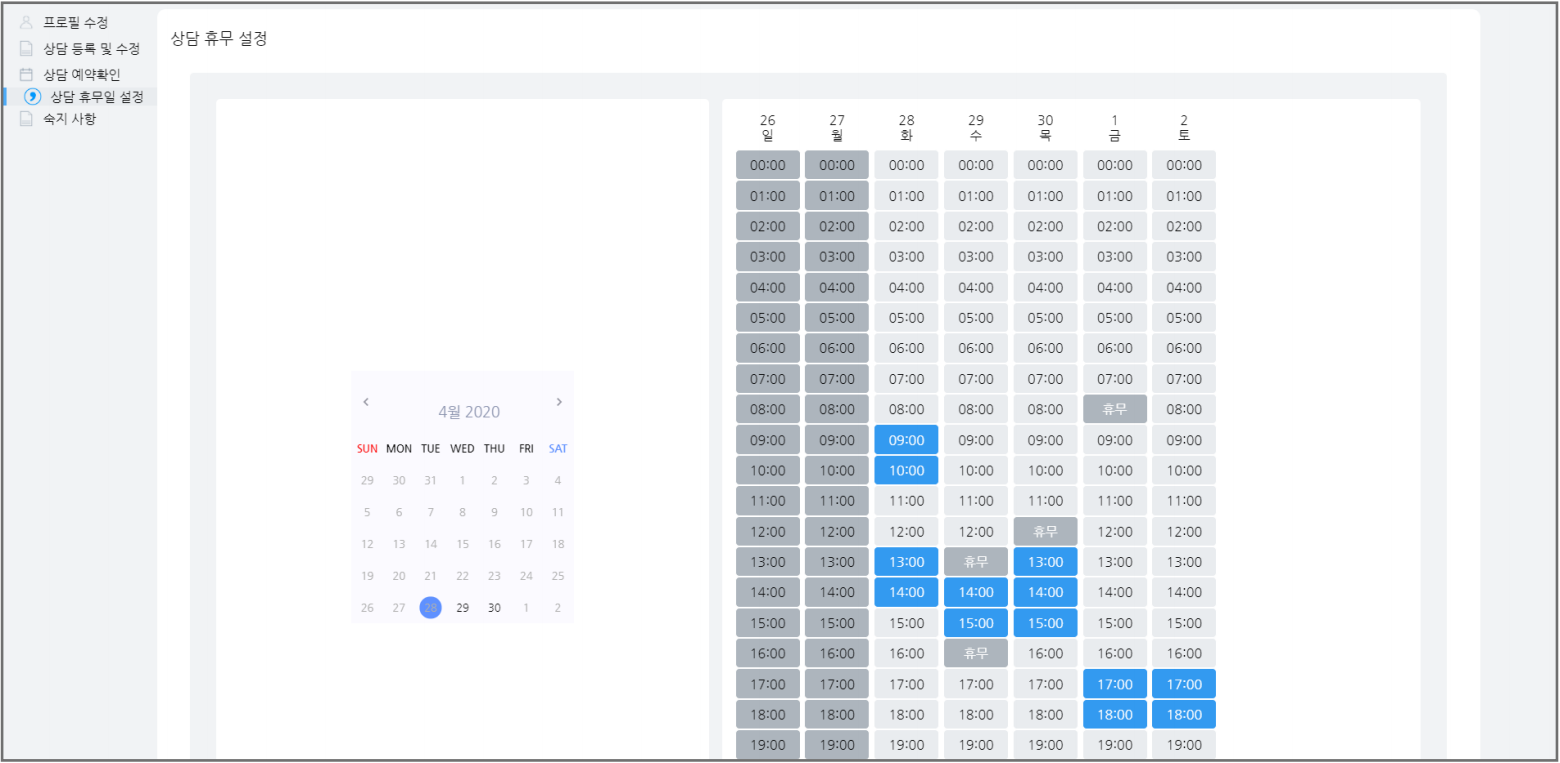 프로필 수정
상담 등록 및 수정
상담 예약확인
상담 휴무일 설정
숙지 사항
상담 휴무 설정
4월 2020
SUN MON TUE WED THU FRI SAT
29 30 31 1 2 3 4
5 6 7 8 9 10 11
12 13 14 15 16 17 18
19 20 21 22 23 24 25
26 27 28 29 30 1 2
26 27 28 29 30 1 2
일 월 화 수 목 금 토
00:00 00:00 00:00 00:00 00:00 00:00 00:00
01:00 01:00 01:00 01:00 01:00 01:00 01:00
02:00 02:00 02:00 02:00 02:00 02:00 02:00
03:00 03:00 03:00 03:00 03:00 03:00 03:00
04:00 04:00 04:00 04:00 04:00 04:00 04:00
05:00 05:00 05:00 05:00 05:00 05:00 05:00
06:00 06:00 06:00 06:00 06:00 06:00 06:00
07:00 07:00 07:00 07:00 07:00 07:00 07:00
08:00 08:00 08:00 08:00 08:00 휴무 08:00
09:00 09:00 09:00 09:00 09:00 09:00 09:00
10:00 10:00 10:00 10:00 10:00 10:00 10:00
11:00 11:00 11:00 11:00 11:00 11:00 11:00
12:00 12:00 12:00 12:00 휴무 12:00 12:00
13:00 13:00 13:00 휴무 13:00 13:00 13:00
14:00 14:00 14:00 14:00 14:00 14:00 14:00
15:00 15:00 15:00 15:00 15:00 15:00 15:00
16:00 16:00 16:00 휴무 16:00 16:00 16:00
17:00 17:00 17:00 17:00 17:00 17:00 17:00
18:00 18:00 18:00 18:00 18:00 18:00 18:00
19:00 19:00 19:00 19:00 19:00 19:00 19:00